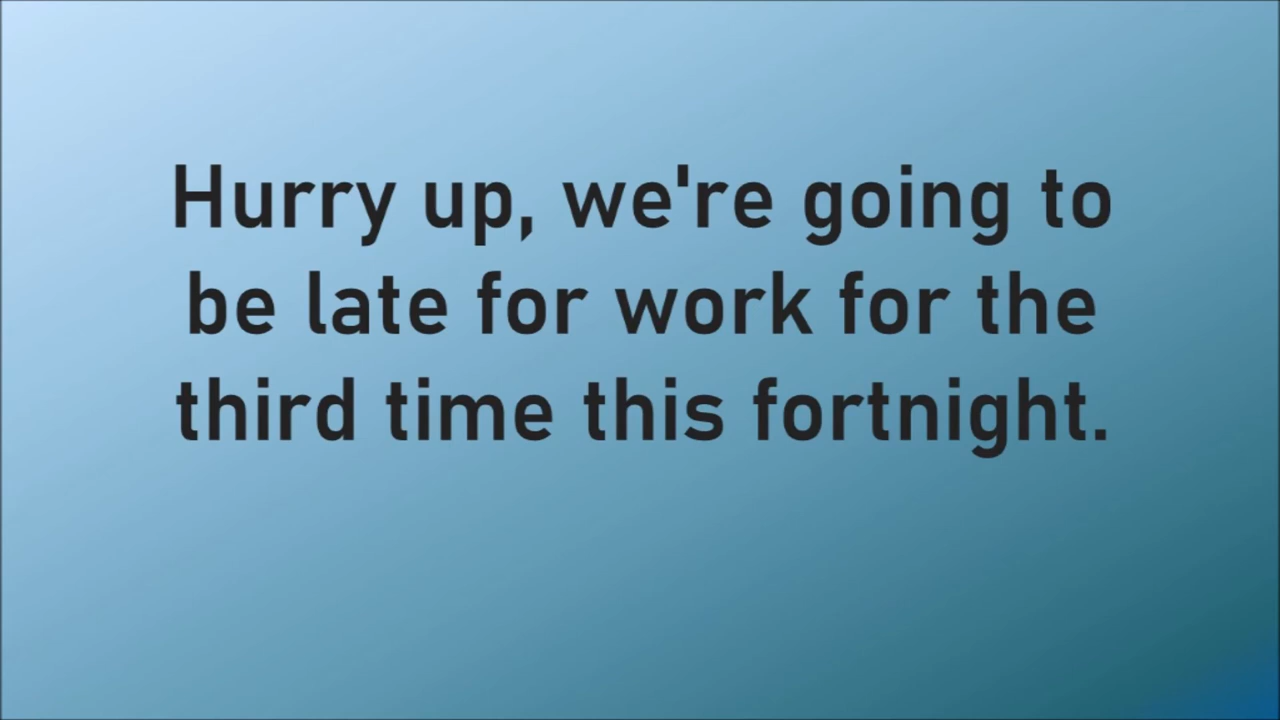 Hurry up, we're going to
be late for work for the
third time this fortnight.